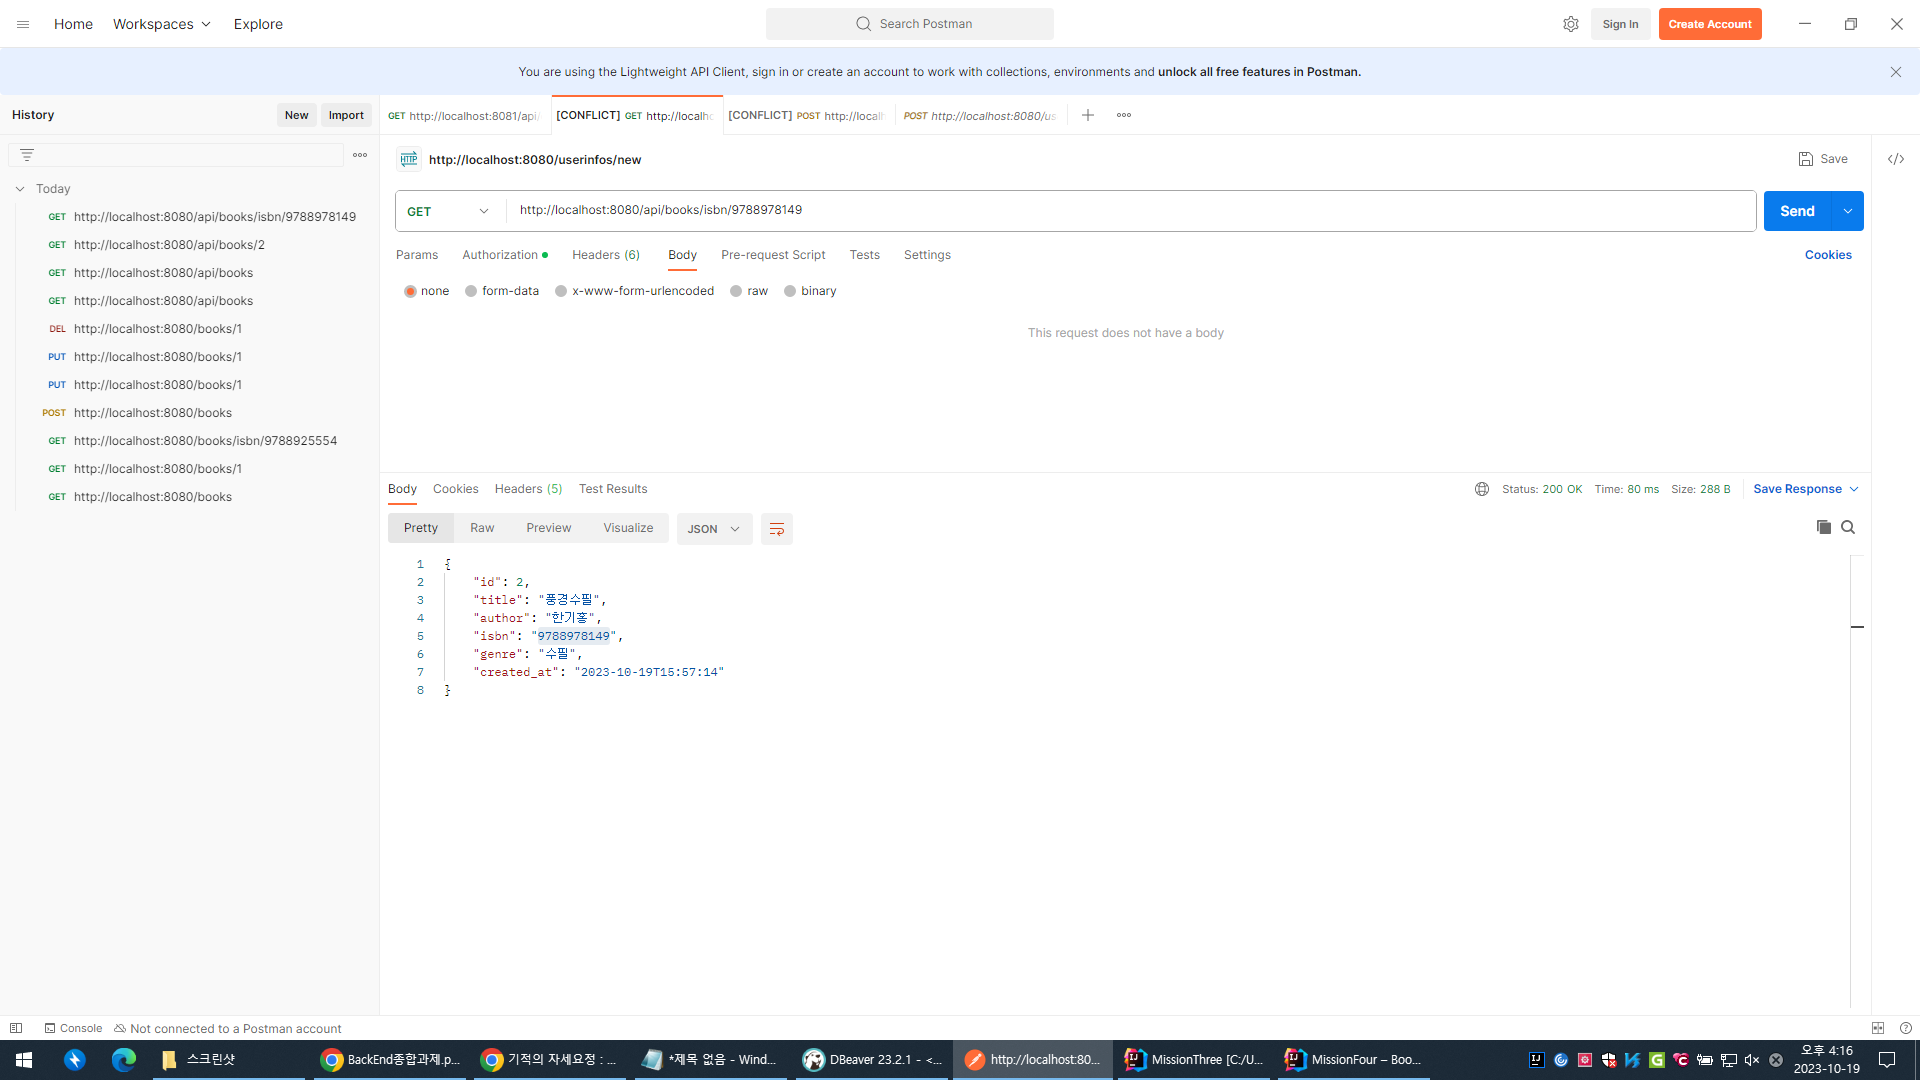 Home Workspaces Explore Search Postman Sign In Create Account
You are using the Lightweight API Client, sign in or create an account to work with collections, environments and unlock all free features in Postman.
History New Import
GET http://localhost:8081/api/ [CONFLICT] GET http://localho [CONFLICT] POST http://local POST http://localhost:8080/us
HTTP http://localhost:8080/userinfos/new Save </>
Today
GET http://localhost:8080/api/books/isbn/9788978149
GET http://localhost:8080/api/books/2
GET http://localhost:8080/api/books
GET http://localhost:8080/api/books
DEL http://localhost:8080/books/1
PUT http://localhost:8080/books/1
PUT http://localhost:8080/books/1
POST http://localhost:8080/books
GET http://localhost:8080/books/isbn/9788925554
GET http://localhost:8080/books/1
GET http://localhost:8080/books
GET http://localhost:8080/api/books/isbn/9788978149 Send
Params Authorization Headers (6) Body Pre-request Script Tests Settings Cookies
none form-data x-www-form-urlencoded raw binary
This request does not have a body
Body Cookies Headers (5) Test Results Status: 200 OK Time: 80 ms Size: 288 B Save Response
Pretty Raw Preview Visualize JSON
1 {
2 "id": 2,
3 "title": "풍경수필",
4 "author": "한기홍",
5 "isbn": "9788978149",
6 "genre": "수필",
7 "created_at": "2023-10-19T15:57:14"
8 }
Console Not connected to a Postman account
스크린샷 BackEnd종합과제.p... 기적의 자세요정 : ... *제목 없음 - Wind... DBeaver 23.2.1 - <... http://localhost:80... MissionThree [C:/U... MissionFour – Boo...
오후 4:16
2023-10-19